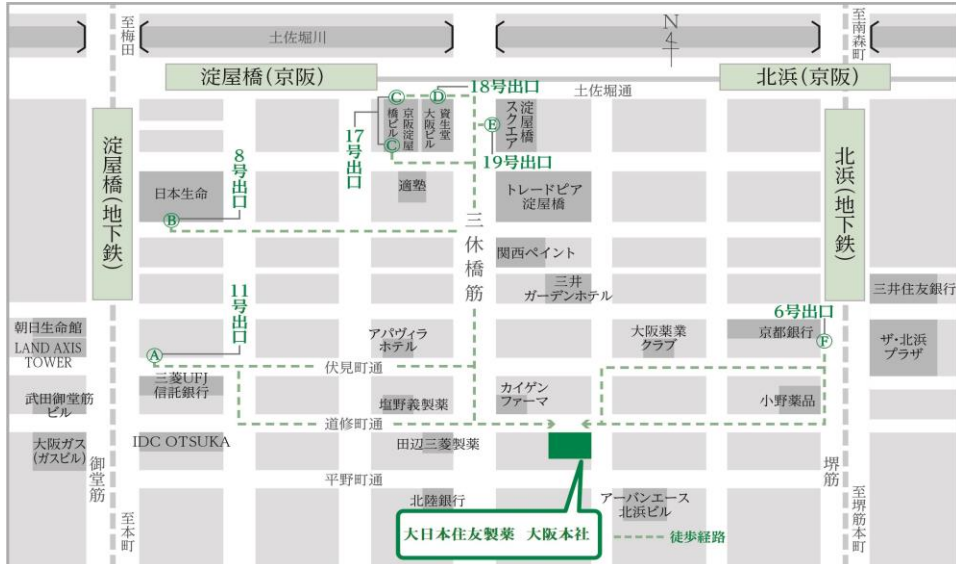 至梅田
土佐堀川
N
至南森町
淀屋橋(京阪)
北浜(京阪)
18号出口
土佐堀通
C
D
京阪淀屋橋ビル
資生堂大阪ビル
C
E
淀屋橋スクエア
17号出口
19号出口
淀屋橋(地下鉄)
北浜(地下鉄)
8号出口
日本生命
B
適塾
トレードピア
淀屋橋
三休橋筋
関西ペイント
三井
ガーデンホテル
三井住友銀行
11号出口
6号出口
朝日生命館
LAND AXIS
TOWER
A
アパヴィラ
ホテル
大阪薬業
クラブ
京都銀行
F
ザ・北浜
プラザ
伏見町通
三菱UFJ
信託銀行
武田御堂筋
ビル
塩野義製薬
カイゲン
ファーマ
小野薬品
道修町通
大阪ガス
(ガスビル)
IDC OTSUKA
田辺三菱製薬
御堂筋
堺筋
平野町通
北陸銀行
アーバンエース
北浜ビル
至本町
至堺筋本町
大日本住友製薬 大阪本社
徒歩経路